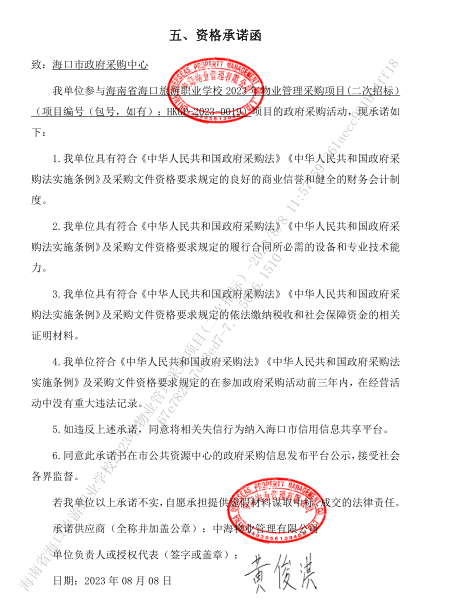 五、资格承诺函
致：海口市政府采购中心
我单位参与海南省海口旅游职业学校2023年物业管理采购项目(二次招标)
（项目编号（包号，如有）：HKGP-2023-0019）项目的政府采购活动，现承诺如
下：
1.我单位具有符合《中华人民共和国政府采购法》《中华人民共和国政府采
购法实施条例》及采购文件资格要求规定的良好的商业信誉和健全的财务会计制
度。
2.我单位具有符合《中华人民共和国政府采购法》《中华人民共和国政府采
购法实施条例》及采购文件资格要求规定的履行合同所必需的设备和专业技术能
力。
3.我单位具有符合《中华人民共和国政府采购法》《中华人民共和国政府采
购法实施条例》及采购文件资格要求规定的依法缴纳税收和社会保障资金的相关
证明材料。
4.我单位符合《中华人民共和国政府采购法》《中华人民共和国政府采购法
实施条例》及采购文件资格要求规定的在参加政府采购活动前三年内，在经营活
动中没有重大违法记录。
5.如违反上述承诺，同意将相关失信行为纳入海口市信用信息共享平台。
6.同意此承诺书在市公共资源中心的政府采购信息发布平台公示，接受社会
各界监督。
若我单位以上承诺不实，自愿承担提供虚假材料谋取中标、成交的法律责任。
承诺供应商（全称并加盖公章）：中海物业管理有限公司
单位负责人或授权代表（签字或盖章）：
黄俊淇
日期：2023年08月08日